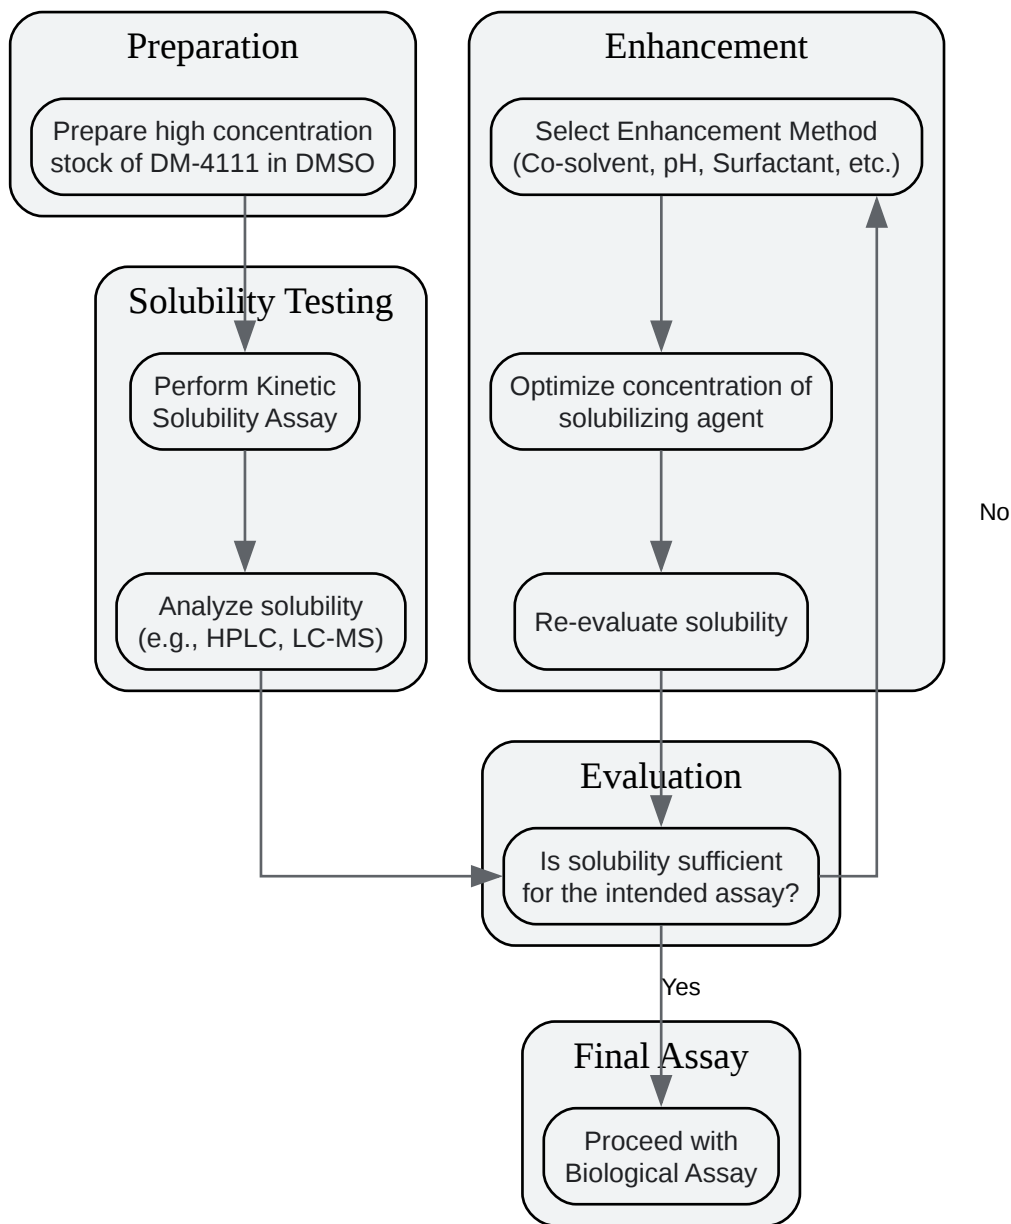 Preparation
Prepare high concentration
stock of DM-4111 in DMSO
Solubility Testing
Perform Kinetic
Solubility Assay
Analyze solubility
(e.g., HPLC, LC-MS)
Enhancement
Select Enhancement Method
(Co-solvent, pH, Surfactant, etc.)
Optimize concentration of
solubilizing agent
Re-evaluate solubility
No
Evaluation
Is solubility sufficient
for the intended assay?
Yes
Final Assay
Proceed with
Biological Assay